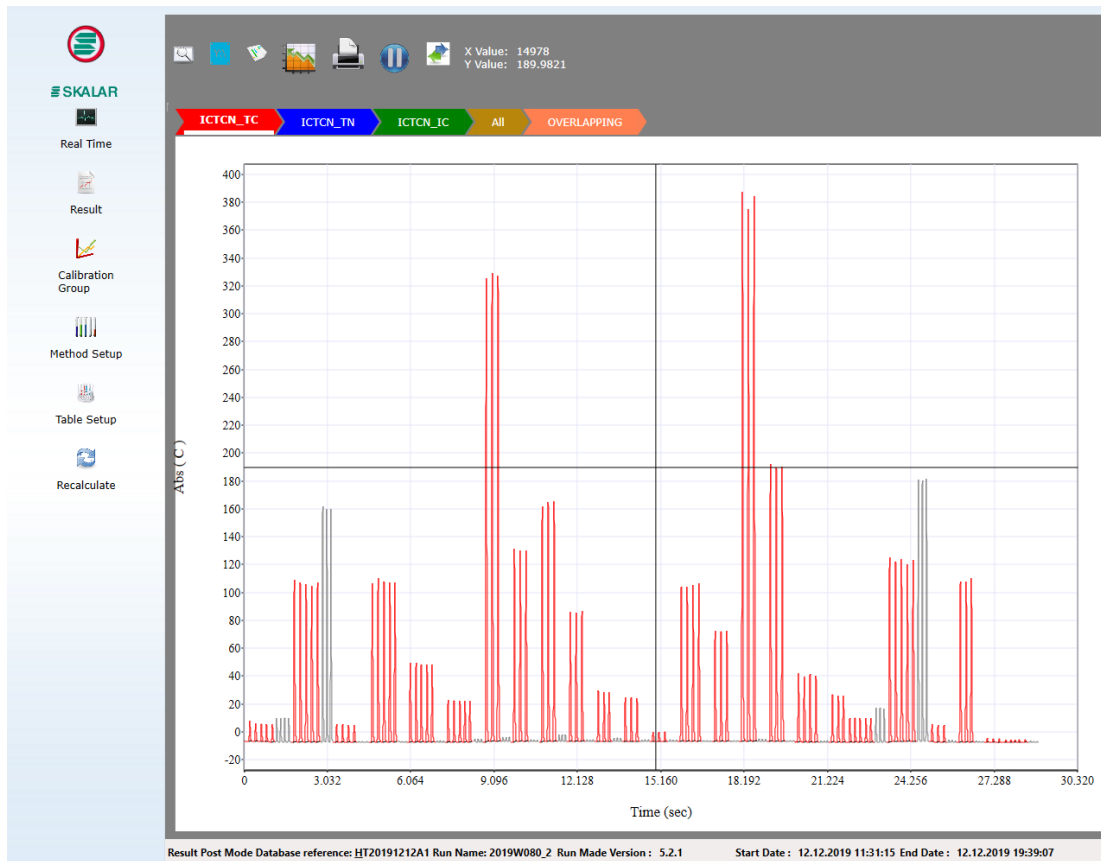 SKALAR
Real Time
Result
Calibration
Group
Method Setup
Table Setup
Recalculate
X Value: 14978
Y Value: 189.9821
ICTCN_TC
ICTCN_TN
ICTCN_IC
All
OVERLAPPING
Abs ( C )
400
380
360
340
320
300
280
260
240
220
200
180
160
140
120
100
80
60
40
20
0
-20
0
3.032
6.064
9.096
12.128
15.160
18.192
21.224
24.256
27.288
30.320
Time (sec)
Result Post Mode Database reference: HT20191212A1 Run Name: 2019W080_2 Run Made Version : 5.2.1 Start Date : 12.12.2019 11:31:15 End Date : 12.12.2019 19:39:07